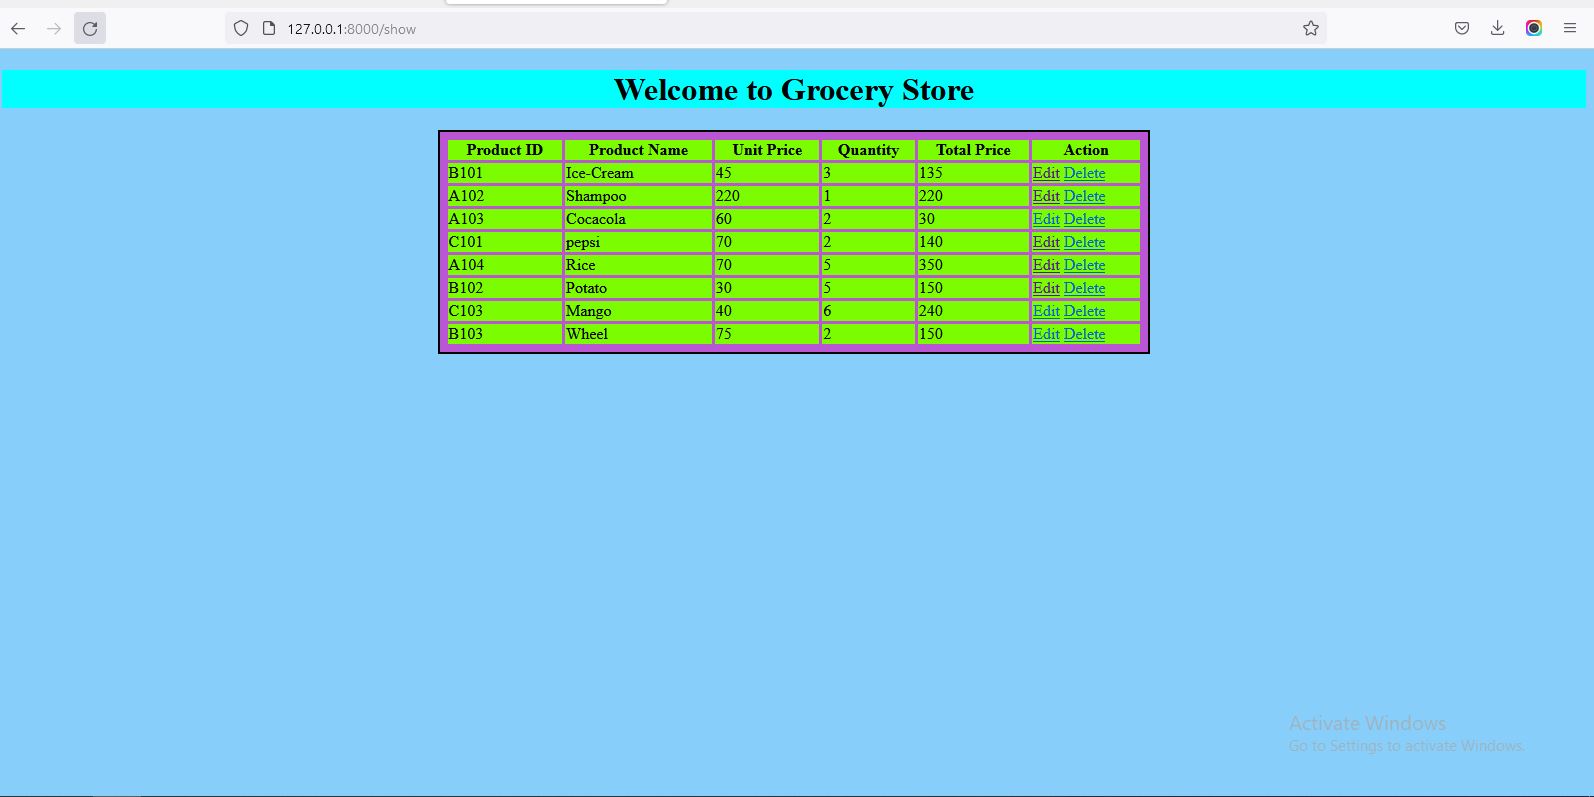 127.0.0.1:8000/show
Welcome to Grocery Store
Product ID Product Name Unit Price Quantity Total Price Action
B101 Ice-Cream 45 3 135 Edit Delete
A102 Shampoo 220 1 220 Edit Delete
A103 Cocacola 60 2 30 Edit Delete
C101 pepsi 70 2 140 Edit Delete
A104 Rice 70 5 350 Edit Delete
B102 Potato 30 5 150 Edit Delete
C103 Mango 40 6 240 Edit Delete
B103 Wheel 75 2 150 Edit Delete
Activate Windows
Go to Settings to activate Windows.